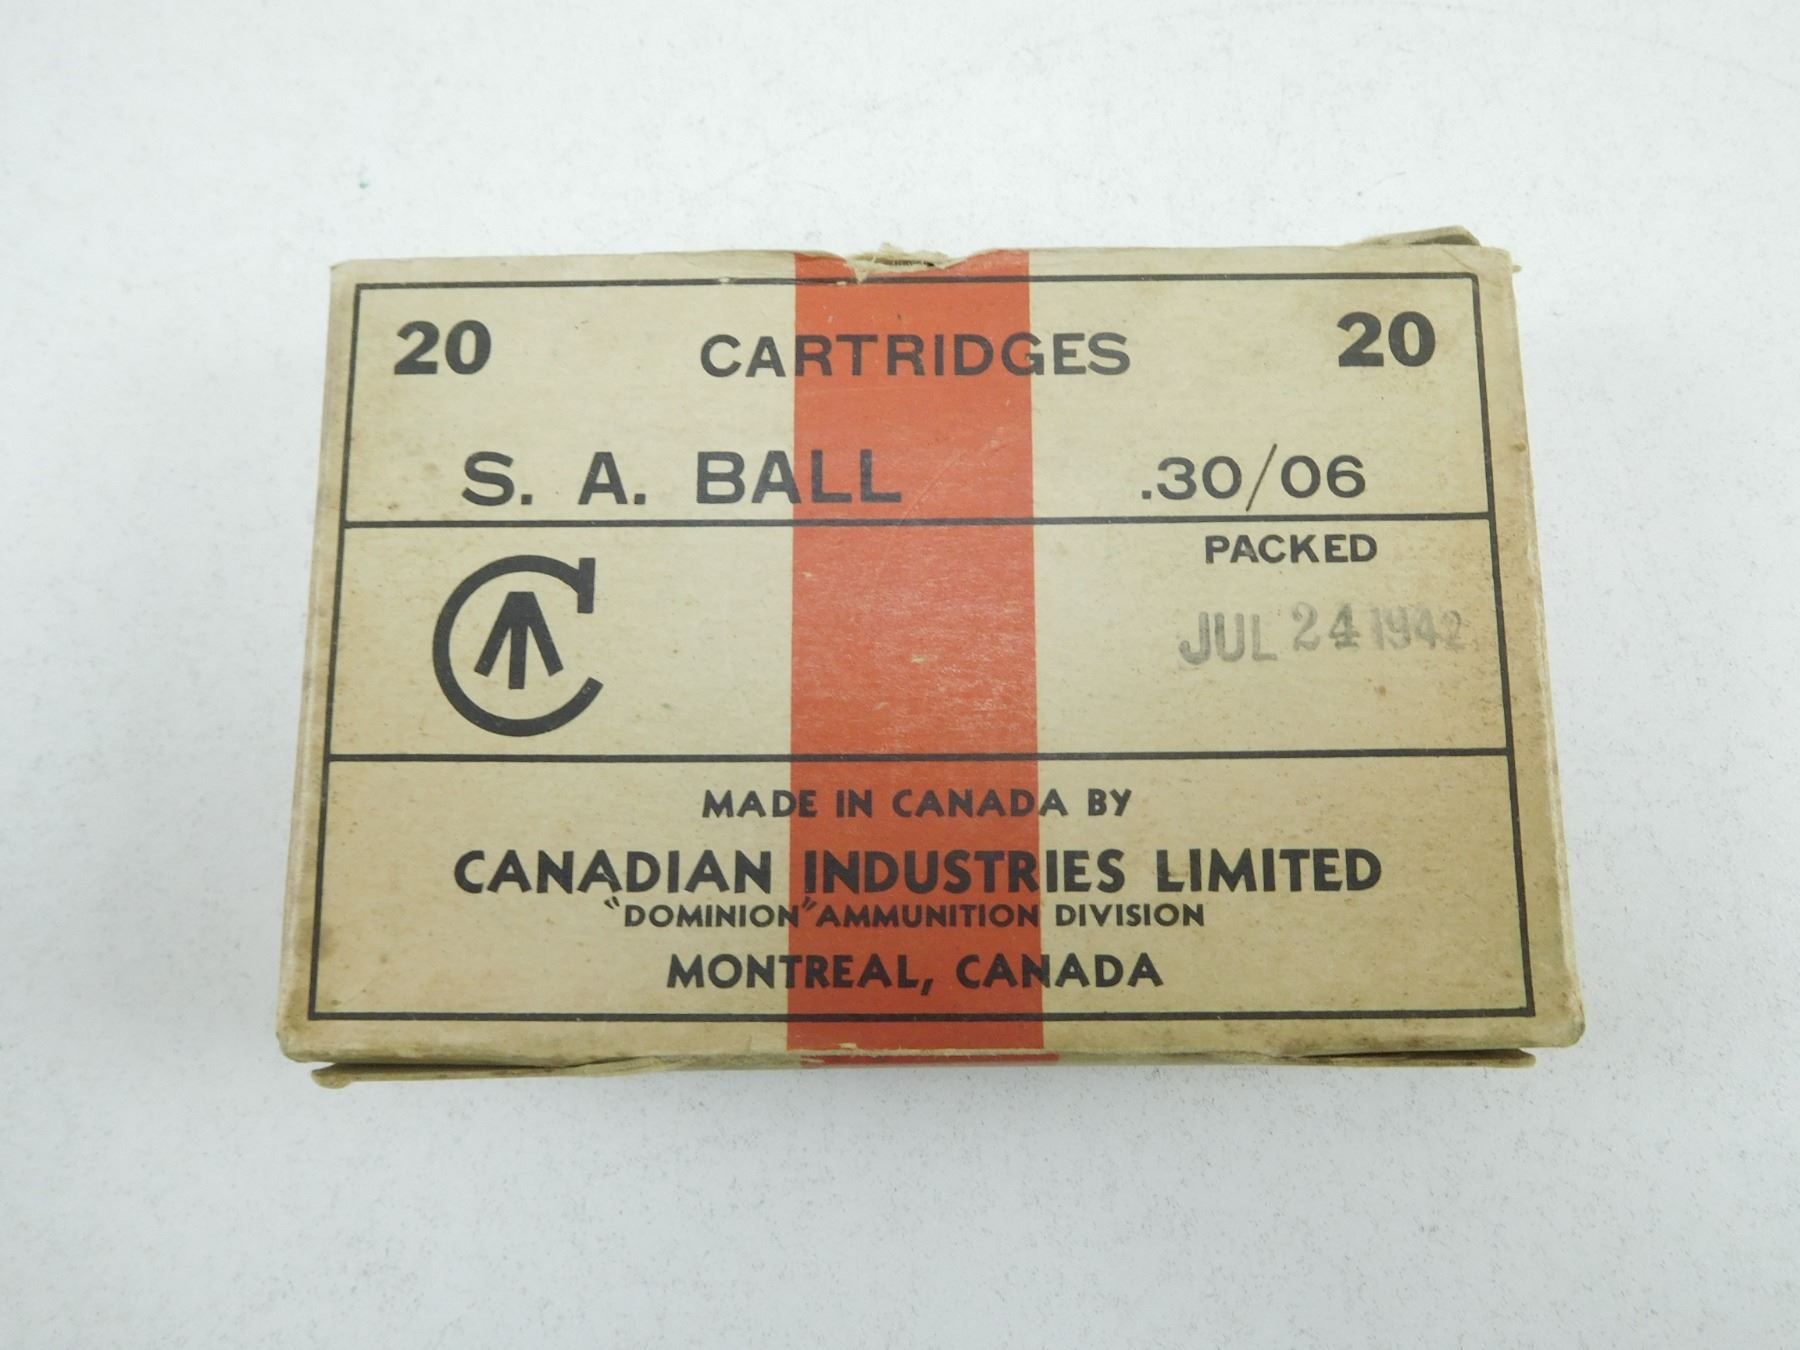 20 CARTRIDGES 20
S. A. BALL .30/06
PACKED
C JUL 24 1942
MADE IN CANADA BY
CANADIAN INDUSTRIES LIMITED
"DOMINION" AMMUNITION DIVISION
MONTREAL, CANADA